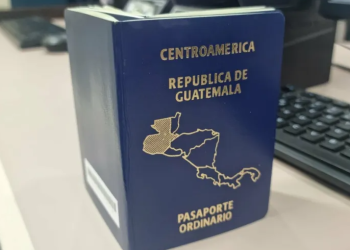 CENTROAMERICA
REPUBLICA DE
GUATEMALA
PASAPORTE
ORDINARIO